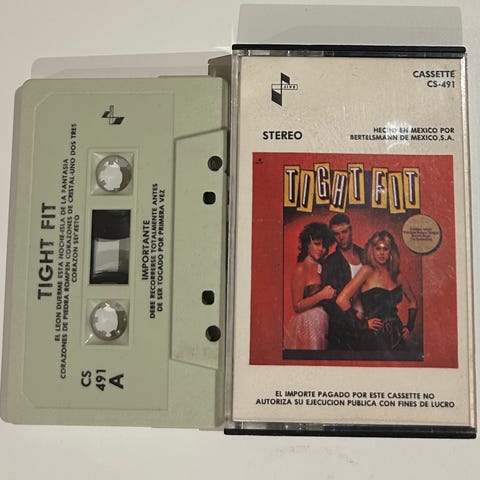 TIGHT FIT
EL LEON DUERME ESTA NOCHE-ISLA DE LA FANTASIA
CORAZONES DE PIEDRA ROMPEN CORAZONES DE CRISTAL-UNO DOS TRES
CORAZON SECRETO
IMPORTANTE
DEBE RECORRERSE TOTALMENTE ANTES
DE SER TOCADO POR PRIMERA VEZ
CS
491
A
CASSETTE
CS-491
STEREO
HECHO EN MEXICO POR
BERTELSMANN DE MEXICO, S.A.
TIGHT FIT
EL IMPORTE PAGADO POR ESTE CASSETTE NO
AUTORIZA SU EJECUCION PUBLICA CON FINES DE LUCRO